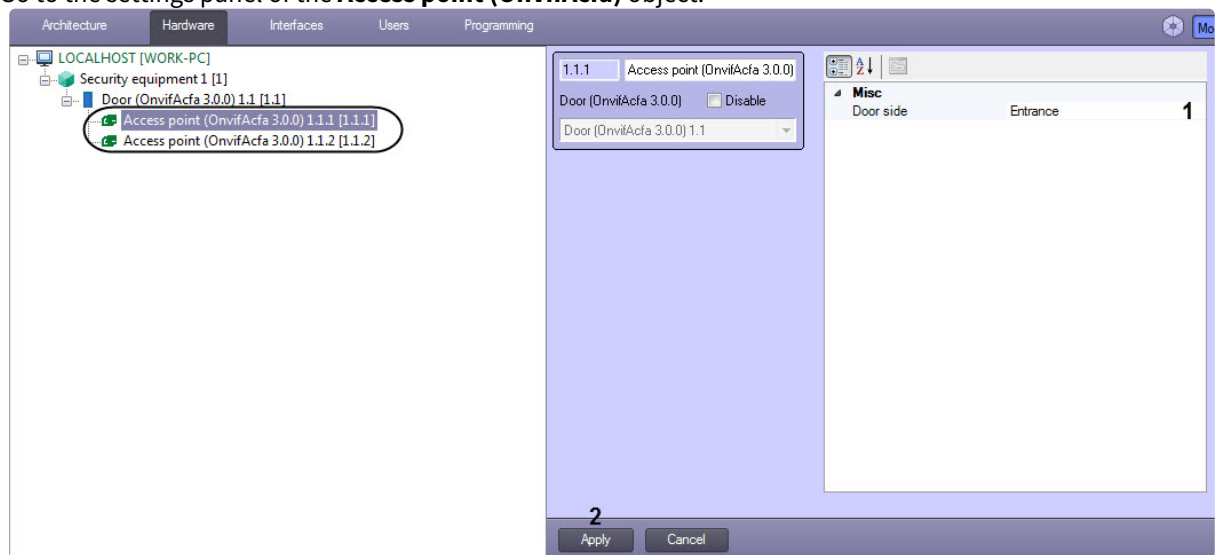 Go to the settings panel of the Access point (OnvifAcfa) object.
Architecture Hardware Interfaces Users Programming Mo
LOCALHOST [WORK-PC]
Security equipment 1 [1]
Door (OnvifAcfa 3.0.0) 1.1 [1.1]
Access point (OnvifAcfa 3.0.0) 1.1.1 [1.1.1]
Access point (OnvifAcfa 3.0.0) 1.1.2 [1.1.2]
1.1.1 Access point (OnvifAcfa 3.0.0)
Door (OnvifAcfa 3.0.0) Disable
Door (OnvifAcfa 3.0.0) 1.1
Misc
Door side Entrance 1
2
Apply Cancel